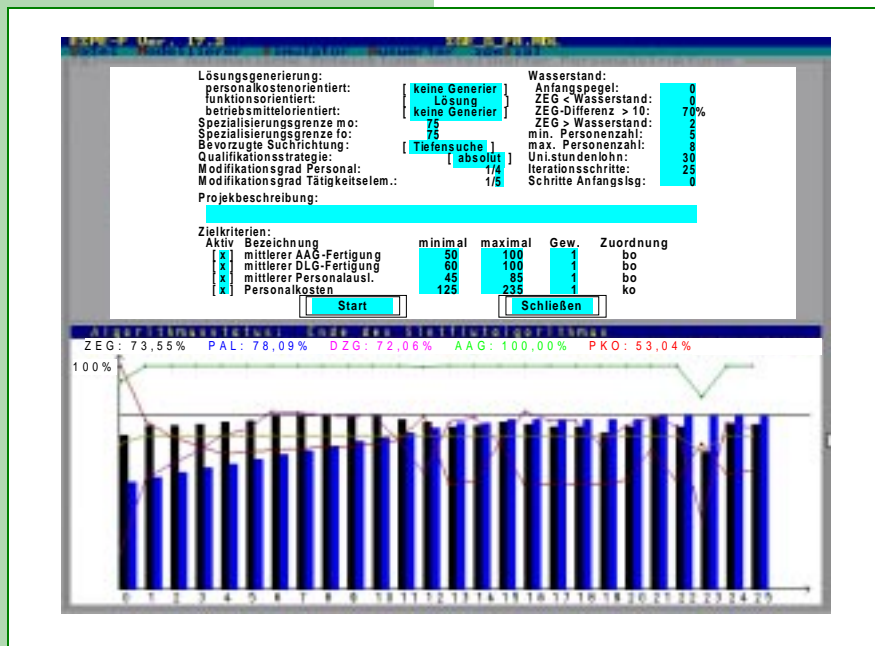 Lösungsgenerierung: Wasserstand:
personalkostenorientiert: [ keine Generier ] Anfangspegel: 0
funktionsorientiert: [ Lösung ] ZEG < Wasserstand: 0
betriebsmittelorientiert: [ keine Generier ] ZEG-Differenz > 10: 70%
Spezialisierungsgrenze mo: 75 ZEG > Wasserstand: 2
Spezialisierungsgrenze fo: 75 min. Personenzahl: 5
Bevorzugte Suchrichtung: [ Tiefensuche ] max. Personenzahl: 8
Qualifikationsstrategie: [ absolut ] Uni.stundenlohn: 30
Modifikationsgrad Personal: 1/4 Iterationsschritte: 25
Modifikationsgrad Tätigkeitselem.: 1/5 Schritte Anfangslsg: 0
Projekbeschreibung:
Zielkriterien:
Aktiv Bezeichnung minimal maximal Gew. Zuordnung
[ x ] mittlerer AAG-Fertigung 50 100 1 bo
[ x ] mittlerer DLG-Fertigung 60 100 1 bo
[ x ] mittlerer Personalausl. 45 85 1 bo
[ x ] Personalkosten 125 235 1 ko
Start Schließen
Algorithmusstatus: Ende des
ZEG: 73,55% PAL: 78,09% DZG: 72,06% AAG: 100,00% PKO: 53,04%
100%
0 1 2 3 4 5 6 7 8 9 10 11 12 13 14 15 16 17 18 19 20 21 22 23 24 25